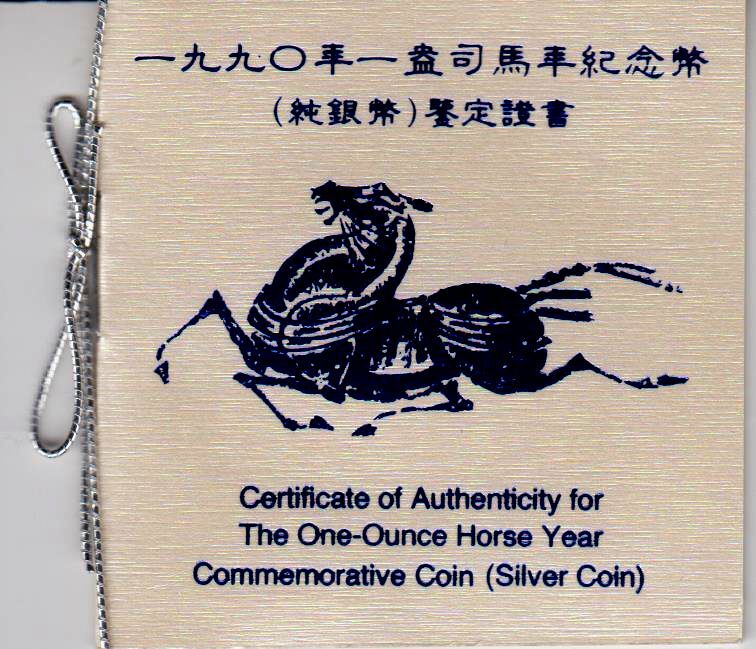 一九九〇年一盎司馬年紀念幣
(純銀幣)鑒定證書
Certificate of Authenticity for
The One-Ounce Horse Year
Commemorative Coin (Silver Coin)